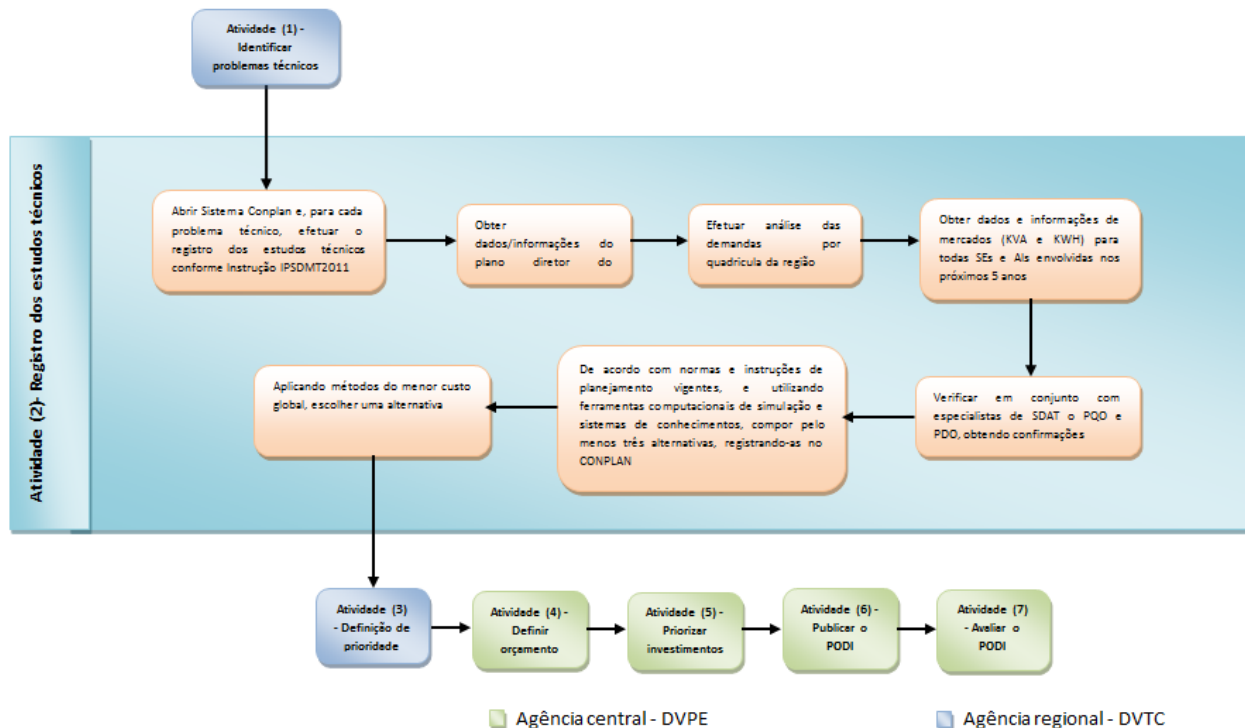 Atividade (1) -
Identificar
problemas técnicos
Atividade (2)- Registro dos estudos técnicos
Abrir Sistema Conplan e, para cada
problema técnico, efetuar o
registro dos estudos técnicos
conforme Instrução IPSDMT2011
Obter
dados/informações do
plano diretor do
Efetuar análise das
demandas por
quadricula da região
Obter dados e informações de
mercados (KVA e KWH) para
todas SEs e AIs envolvidas nos
próximos 5 anos
Verificar em conjunto com
especialistas de SDAT o PQD e
PDO, obtendo confirmações
De acordo com normas e instruções de
planejamento vigentes, e utilizando
ferramentas computacionais de simulação e
sistemas de conhecimentos, compor pelo
menos três alternativas, registrando-as no
CONPLAN
Aplicando métodos do menor custo
global, escolher uma alternativa
Atividade (3)
- Definição de
prioridade
Atividade (4) -
Definir
orçamento
Atividade (5) -
Priorizar
investimentos
Atividade (6) -
Publicar o
PODI
Atividade (7)
- Avaliar o
PODI
Agência central - DVPE
Agência regional - DVTC